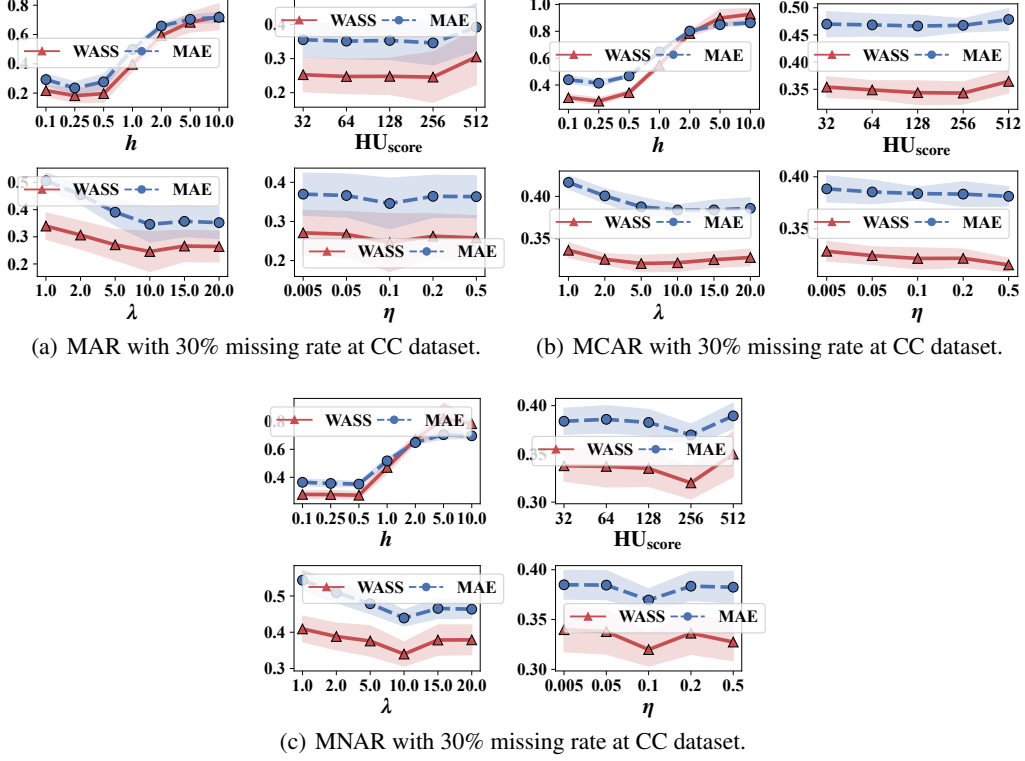 0.8
0.6
0.4
0.2
WASS MAE
0.1 0.25 0.5 1.0 2.0 5.0 10.0
h
0.4
0.3
0.2
WASS MAE
32 64 128 256 512
HUscore
1.0
0.8
0.6
0.4
WASS MAE
0.1 0.25 0.5 1.0 2.0 5.0 10.0
h
0.50
0.45
0.40
0.35
WASS MAE
32 64 128 256 512
HUscore
0.5
0.4
0.3
0.2
WASS MAE
1.0 2.0 5.0 10.0 15.0 20.0
λ
0.4
0.3
0.2
WASS MAE
0.005 0.05 0.1 0.2 0.5
η
0.40
0.35
WASS MAE
1.0 2.0 5.0 10.0 15.0 20.0
λ
0.40
0.35
WASS MAE
0.005 0.05 0.1 0.2 0.5
η
(a) MAR with 30% missing rate at CC dataset.
(b) MCAR with 30% missing rate at CC dataset.
0.8
0.6
0.4
WASS MAE
0.1 0.25 0.5 1.0 2.0 5.0 10.0
h
0.40
0.35
0.30
WASS MAE
32 64 128 256 512
HUscore
0.5
0.4
0.3
WASS MAE
1.0 2.0 5.0 10.0 15.0 20.0
λ
0.40
0.35
0.30
WASS MAE
0.005 0.05 0.1 0.2 0.5
η
(c) MNAR with 30% missing rate at CC dataset.